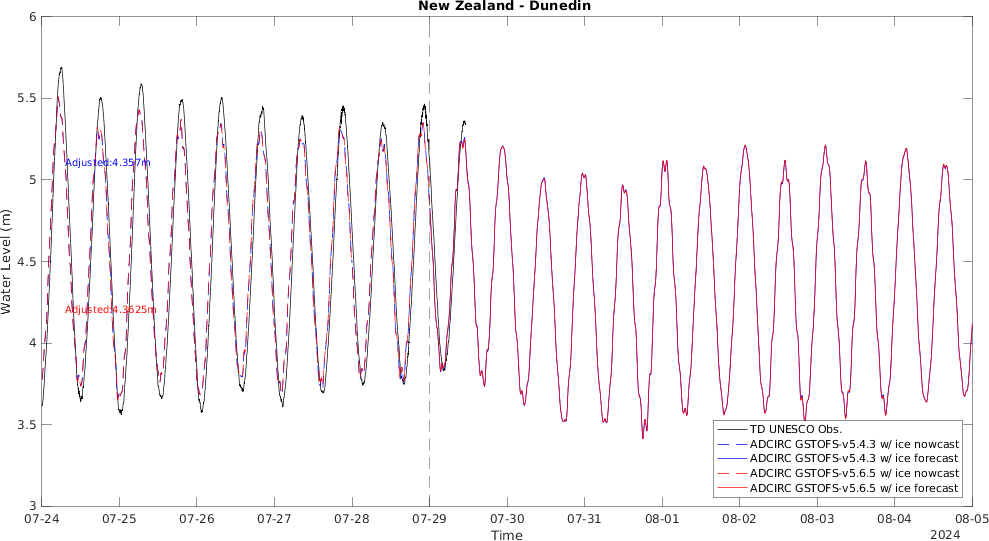 New Zealand - Dunedin
6
5.5
5
4.5
4
3.5
3
Water Level (m)
Adjusted:4.357m
Adjusted:4.3625m
TD UNESCO Obs.
ADCIRC GSTOFS-v5.4.3 w/ ice nowcast
ADCIRC GSTOFS-v5.4.3 w/ ice forecast
ADCIRC GSTOFS-v5.6.5 w/ ice nowcast
ADCIRC GSTOFS-v5.6.5 w/ ice forecast
07-24 07-25 07-26 07-27 07-28 07-29 07-30 07-31 08-01 08-02 08-03 08-04 08-05
Time
2024